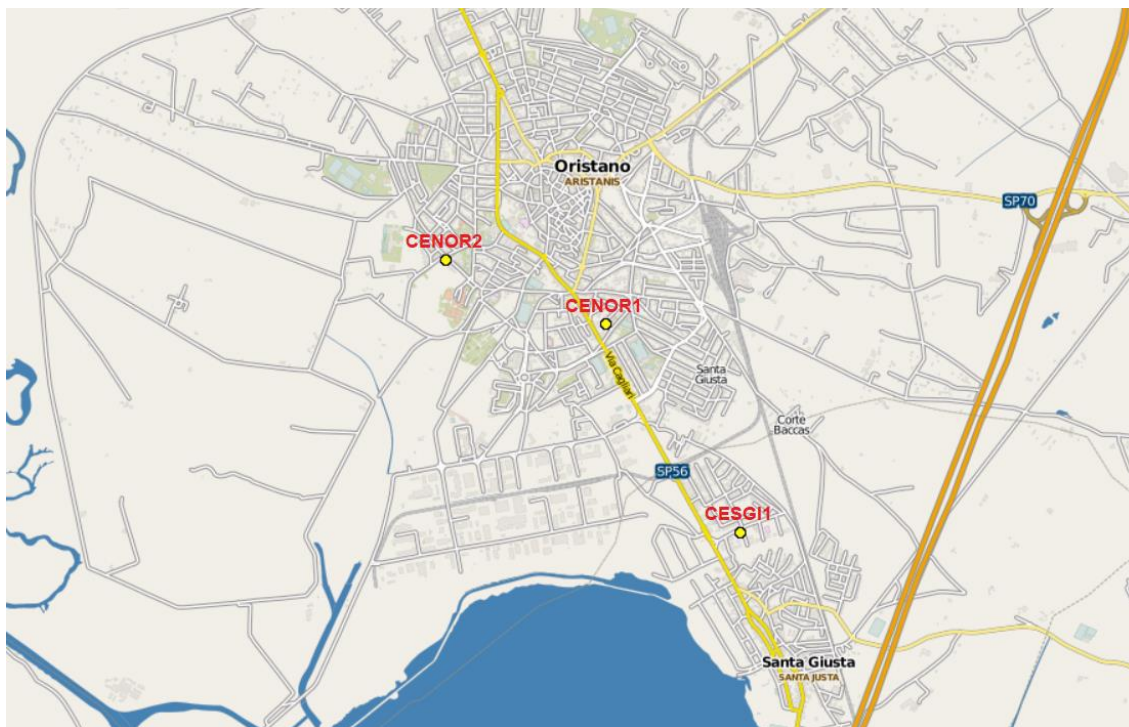 Oristano
ARISTANIS
SP70
CENOR2
CENOR1
Via Cagliari
Santa
Giusta
Corte
Baccas
SP56
CESGI1
Santa Giusta
SANTA JUSTA